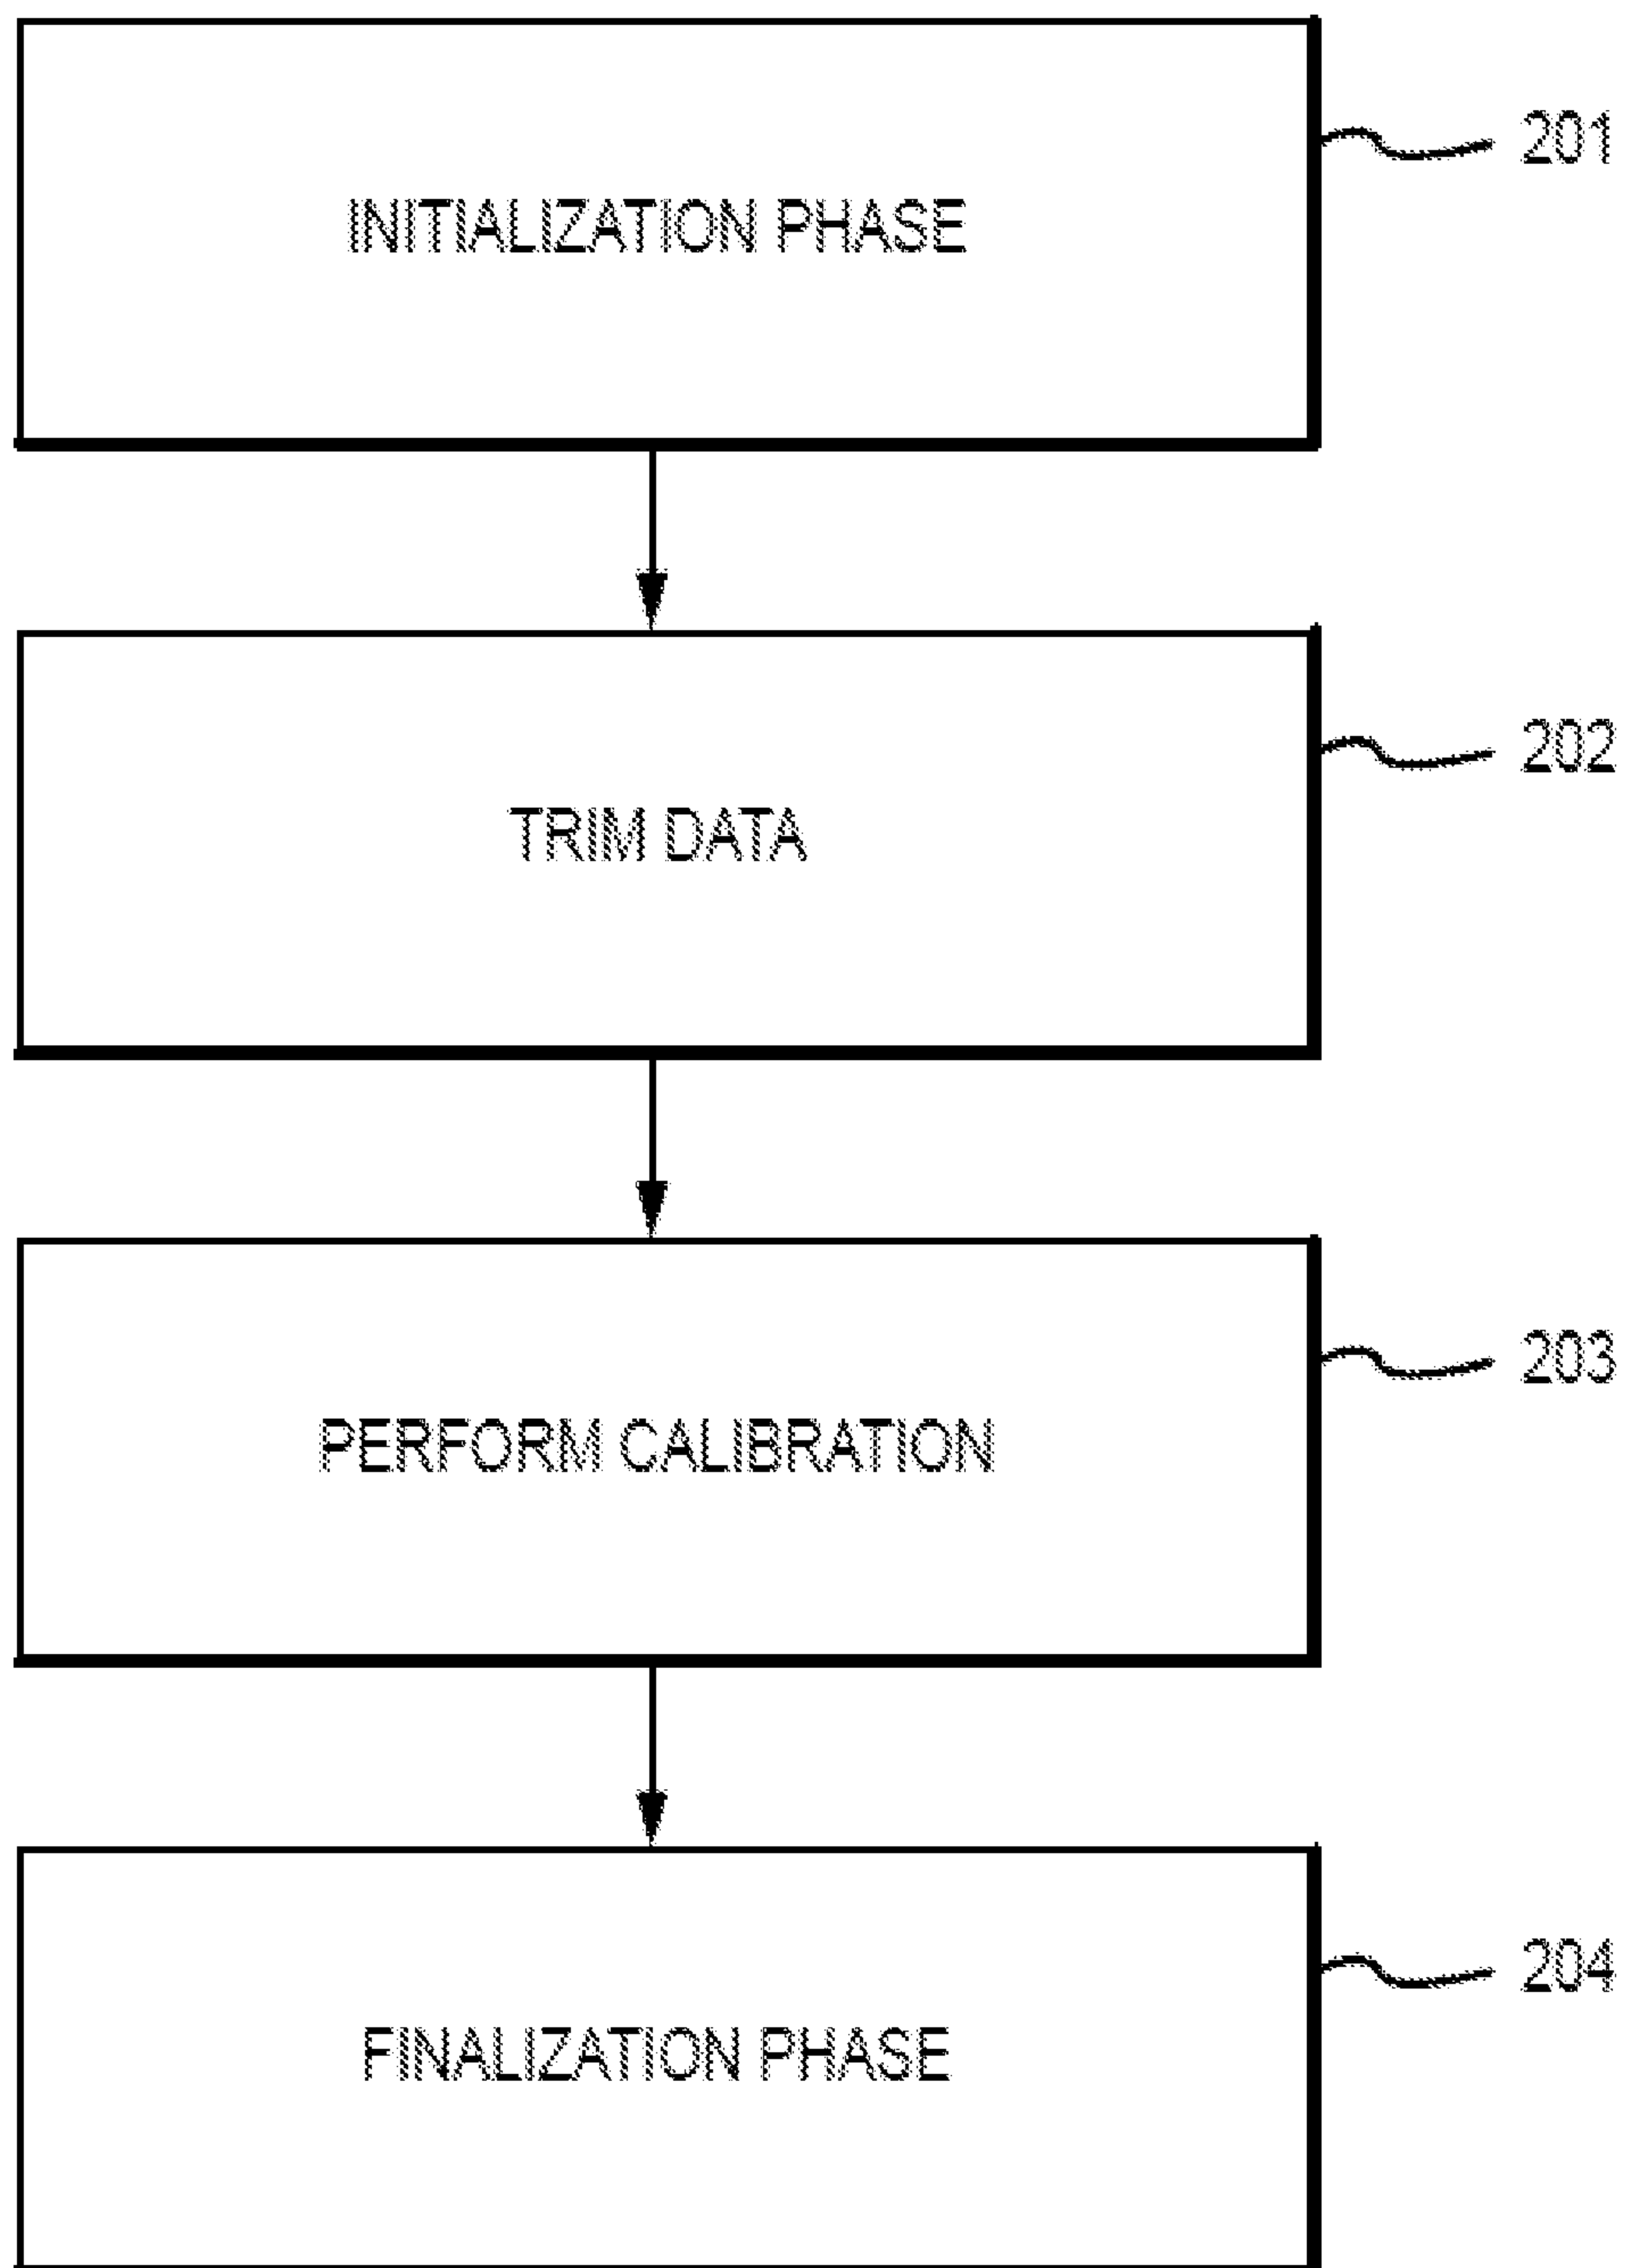 201
INITIALIZATION PHASE
202
TRIM DATA
203
PERFORM CALIBRATION
204
FINALIZATION PHASE